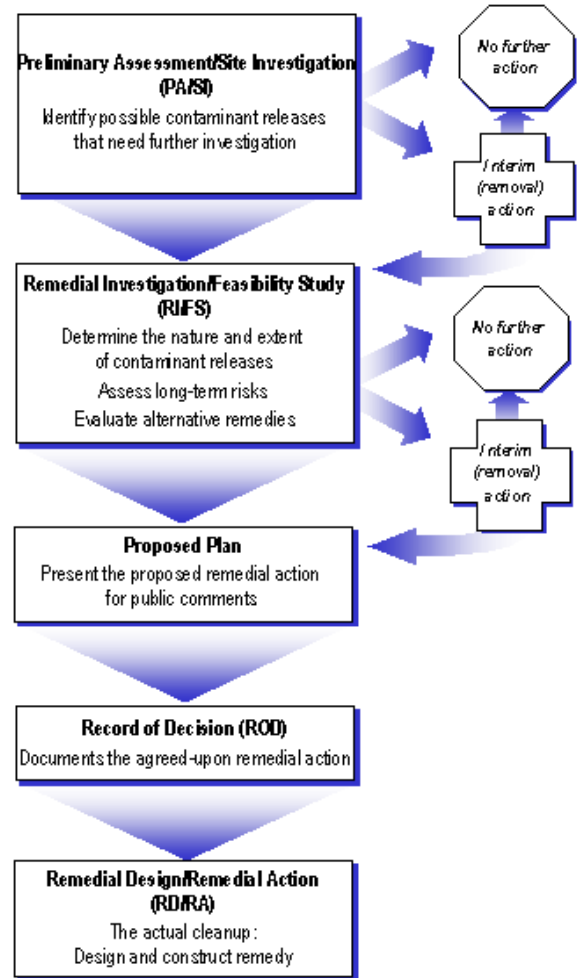 Preliminary Assessment/Site Investigation
(PA/SI)
Identify possible contaminant releases
that need further investigation
No further
action
Interim
(removal)
action
Remedial Investigation/Feasibility Study
(RI/FS)
Determine the nature and extent
of contaminant releases
Assess long-term risks
Evaluate alternative remedies
No further
action
Interim
(removal)
action
Proposed Plan
Present the proposed remedial action
for public comments
Record of Decision (ROD)
Documents the agreed-upon remedial action
Remedial Design/Remedial Action
(RD/RA)
The actual cleanup:
Design and construct remedy